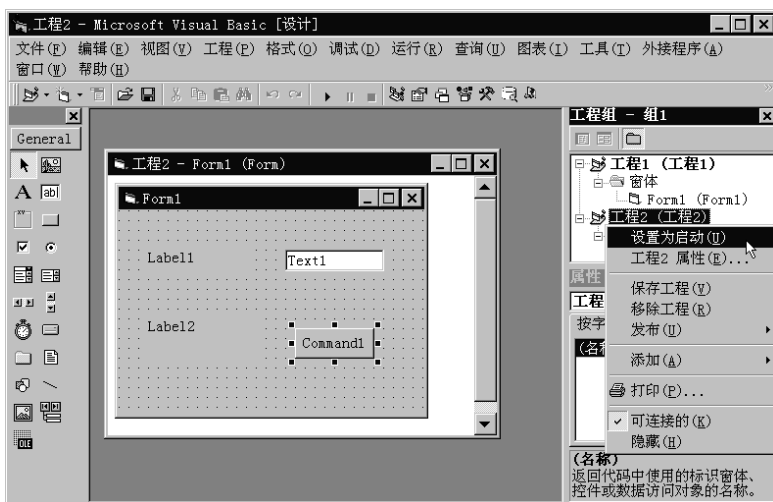 工程2 - Microsoft Visual Basic [设计]
文件(F) 编辑(E) 视图(V) 工程(P) 格式(O) 调试(D) 运行(R) 查询(U) 图表(I) 工具(T) 外接程序(A)
窗口(W) 帮助(H)
General
A
ab
xv
OLE
工程2 - Form1 (Form)
Form1
Label1
Text1
Label2
Command1
工程组 - 组1
工程1 (工程1)
窗体
Form1 (Form1)
工程2 (工程2)
设置为启动(U)
工程2 属性(E)...
保存工程(V)
移除工程(R)
发布(U)
添加(A)
打印(P)...
可连接的(K)
隐藏(H)
属性
工程
按字
(名称)
返回代码中使用的标识窗体、
控件或数据访问对象的名称。